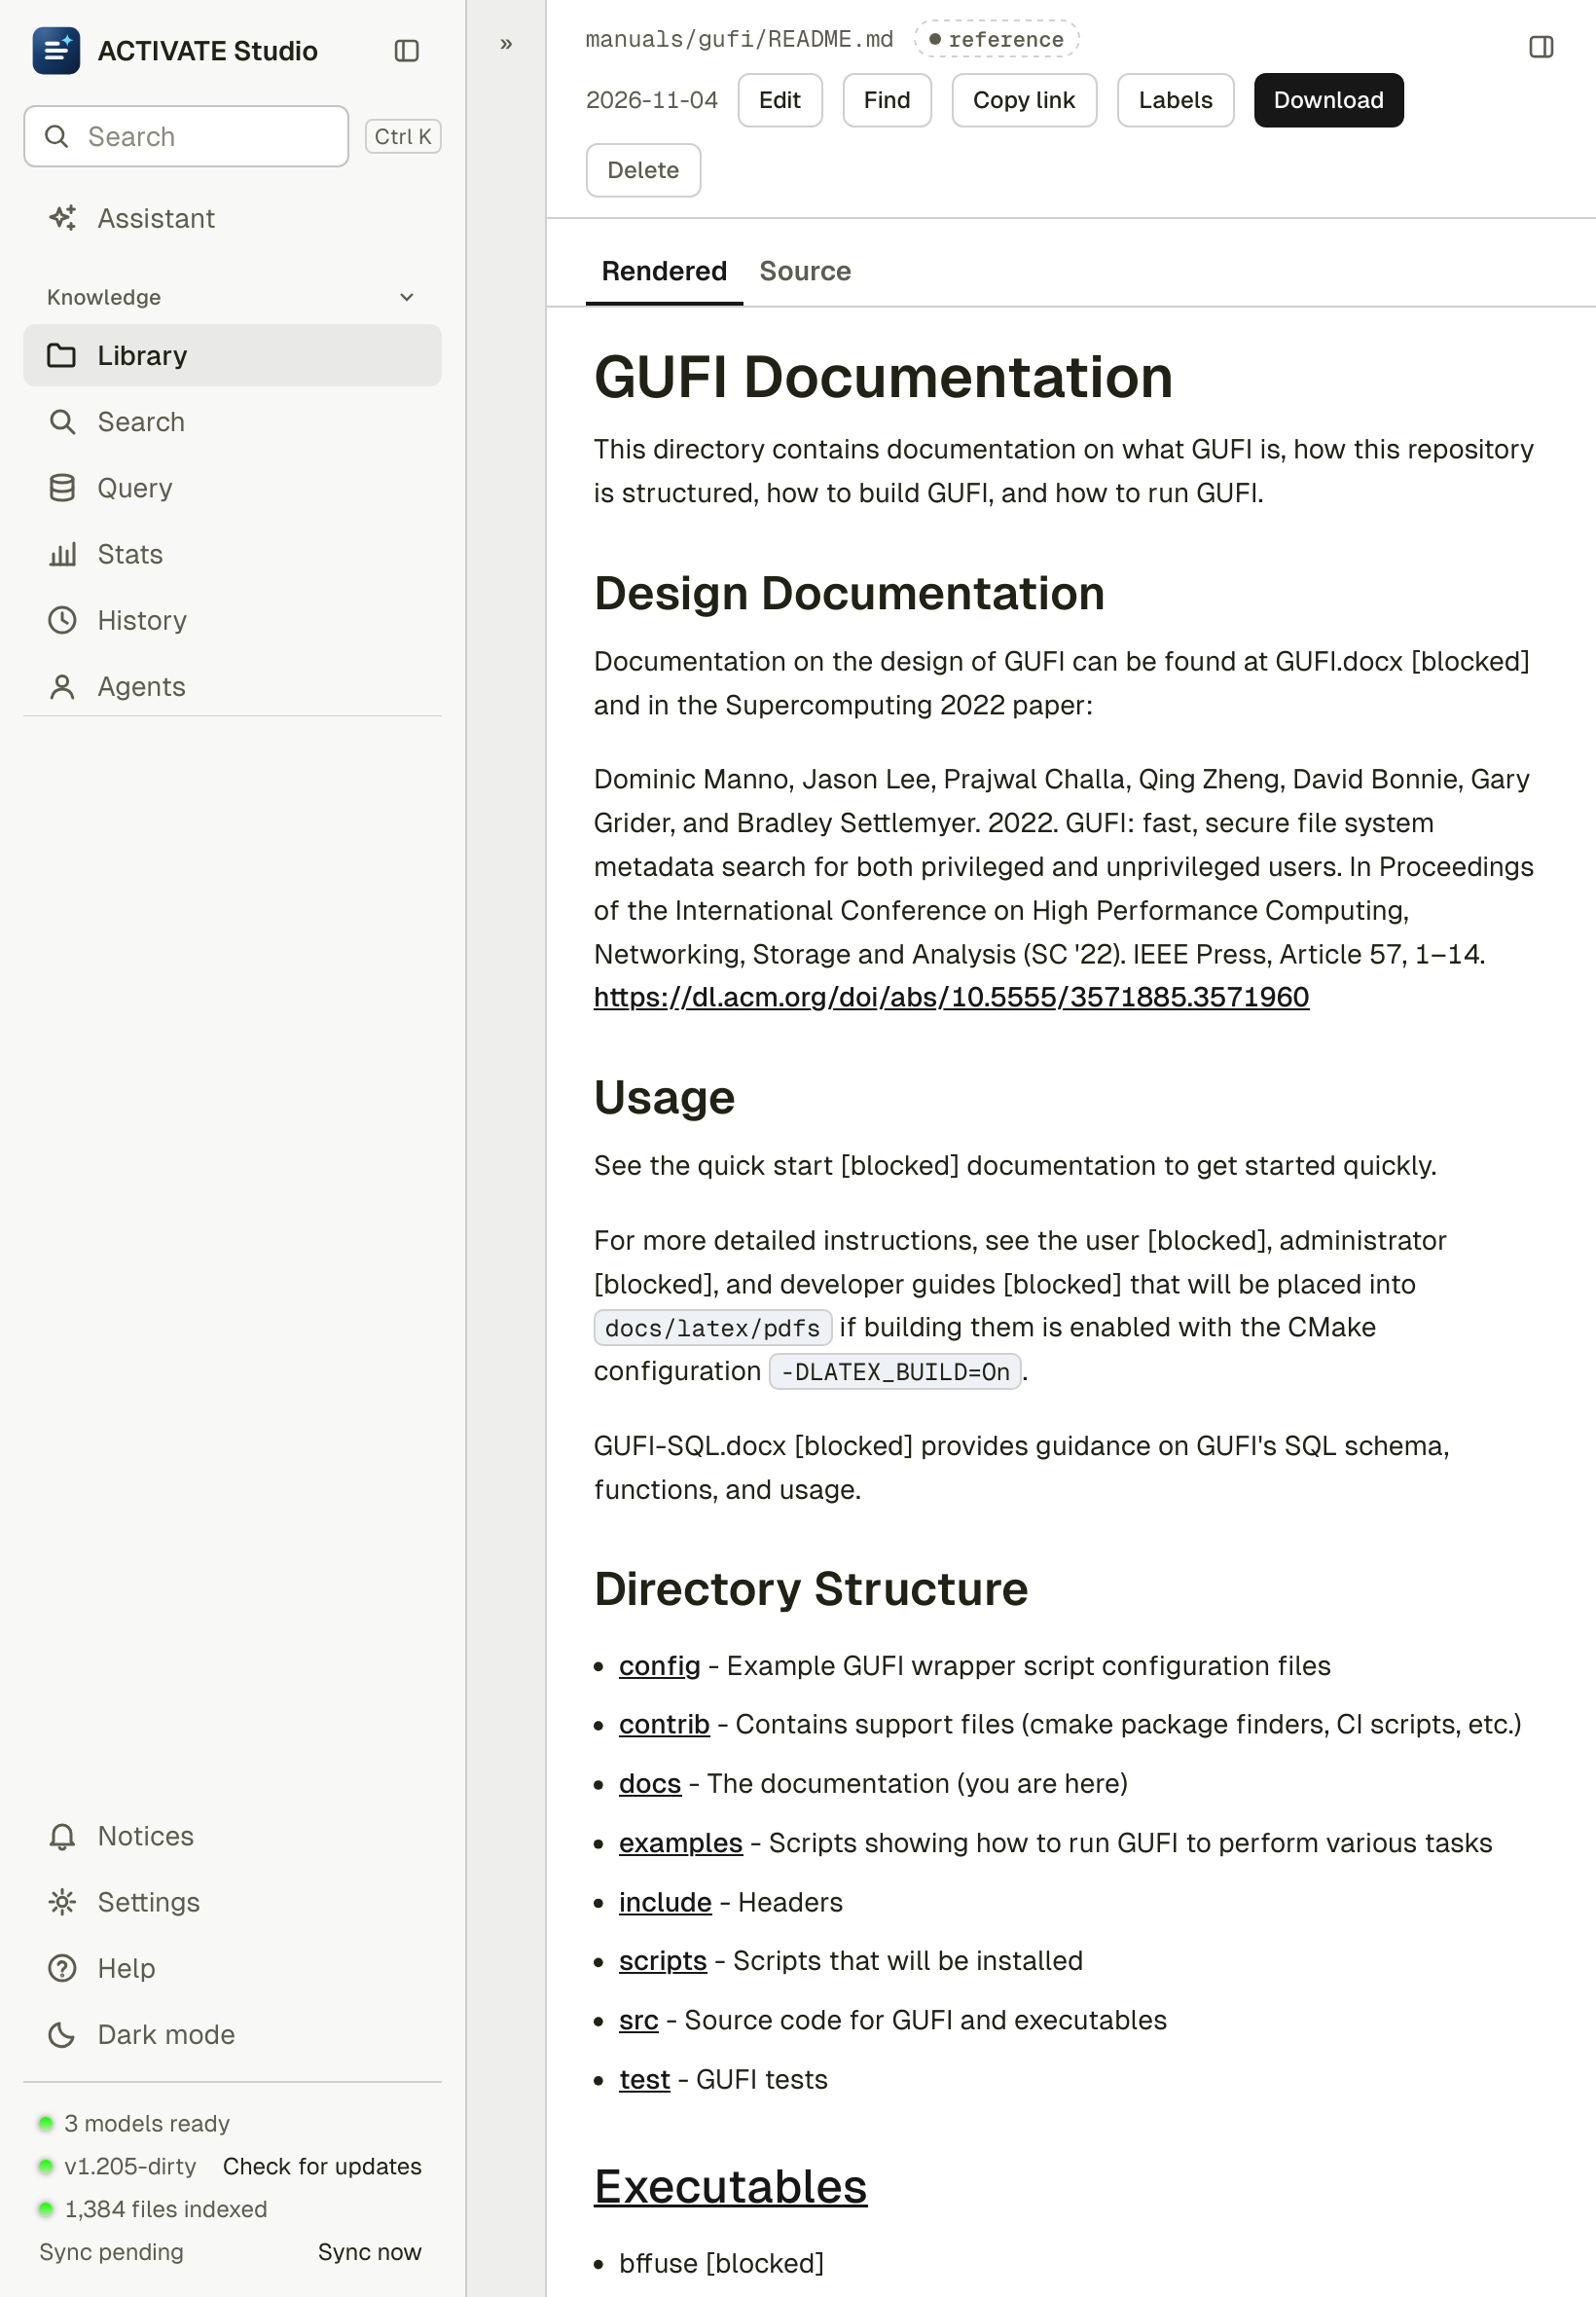 ACTIVATE Studio
Search
Ctrl K
Assistant
Knowledge
Library
Search
Query
Stats
History
Agents
Notices
Settings
Help
Dark mode
3 models ready
v1.205-dirty Check for updates
1,384 files indexed
Sync pending Sync now
»
manuals/gufi/README.md reference
2026-11-04 Edit Find Copy link Labels Download
Delete
Rendered Source
GUFI Documentation
This directory contains documentation on what GUFI is, how this repository
is structured, how to build GUFI, and how to run GUFI.
Design Documentation
Documentation on the design of GUFI can be found at GUFI.docx [blocked]
and in the Supercomputing 2022 paper:
Dominic Manno, Jason Lee, Prajwal Challa, Qing Zheng, David Bonnie, Gary
Grider, and Bradley Settlemyer. 2022. GUFI: fast, secure file system
metadata search for both privileged and unprivileged users. In Proceedings
of the International Conference on High Performance Computing,
Networking, Storage and Analysis (SC '22). IEEE Press, Article 57, 1–14.
https://dl.acm.org/doi/abs/10.5555/3571885.3571960
Usage
See the quick start [blocked] documentation to get started quickly.
For more detailed instructions, see the user [blocked], administrator
[blocked], and developer guides [blocked] that will be placed into
docs/latex/pdfs if building them is enabled with the CMake
configuration -DLATEX_BUILD=On.
GUFI-SQL.docx [blocked] provides guidance on GUFI's SQL schema,
functions, and usage.
Directory Structure
• config - Example GUFI wrapper script configuration files
• contrib - Contains support files (cmake package finders, CI scripts, etc.)
• docs - The documentation (you are here)
• examples - Scripts showing how to run GUFI to perform various tasks
• include - Headers
• scripts - Scripts that will be installed
• src - Source code for GUFI and executables
• test - GUFI tests
Executables
• bffuse [blocked]